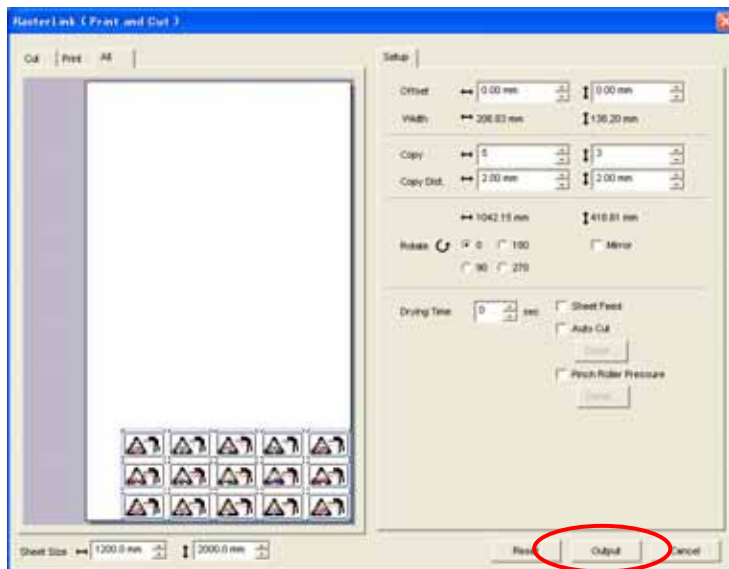 RasterLink ( Print and Cut )
Cut Print All
Setup
Offset 0.00 mm 0.00 mm
Width 206.83 mm 138.20 mm
Copy 5 3
Copy Dist. 2.00 mm 2.00 mm
1042.15 mm 418.61 mm
Rotate 0 180 Mirror
90 270
Drying Time 0 sec Sheet Feed
Auto Cut
Pinch Roller Pressure
Sheet Size 1200.0 mm 2000.0 mm
Reset Output Cancel